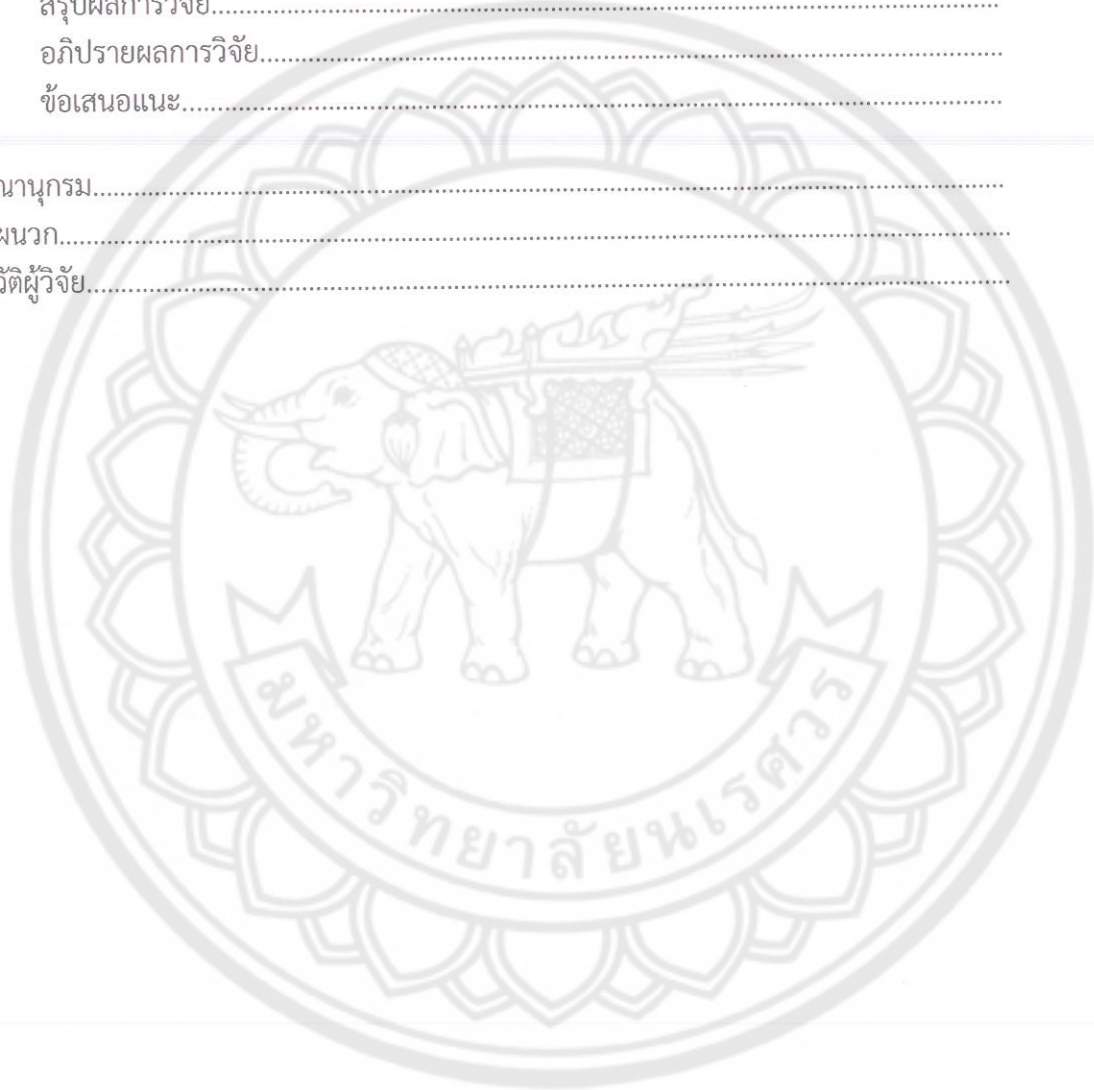 สรุปผลการวิจัย................................................................................
อภิปรายผลการวิจัย................................................................................
ข้อเสนอแนะ................................................................................
ณานุกรม................................................................................
ผนวก................................................................................
วัติผู้วิจัย................................................................................
มหาวิทยาลัยนเรศวร